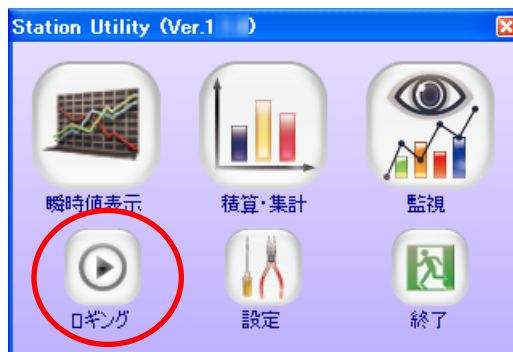 Station Utility (Ver.1 )
瞬時値表示 積算・集計 監視
ロギング 設定 終了